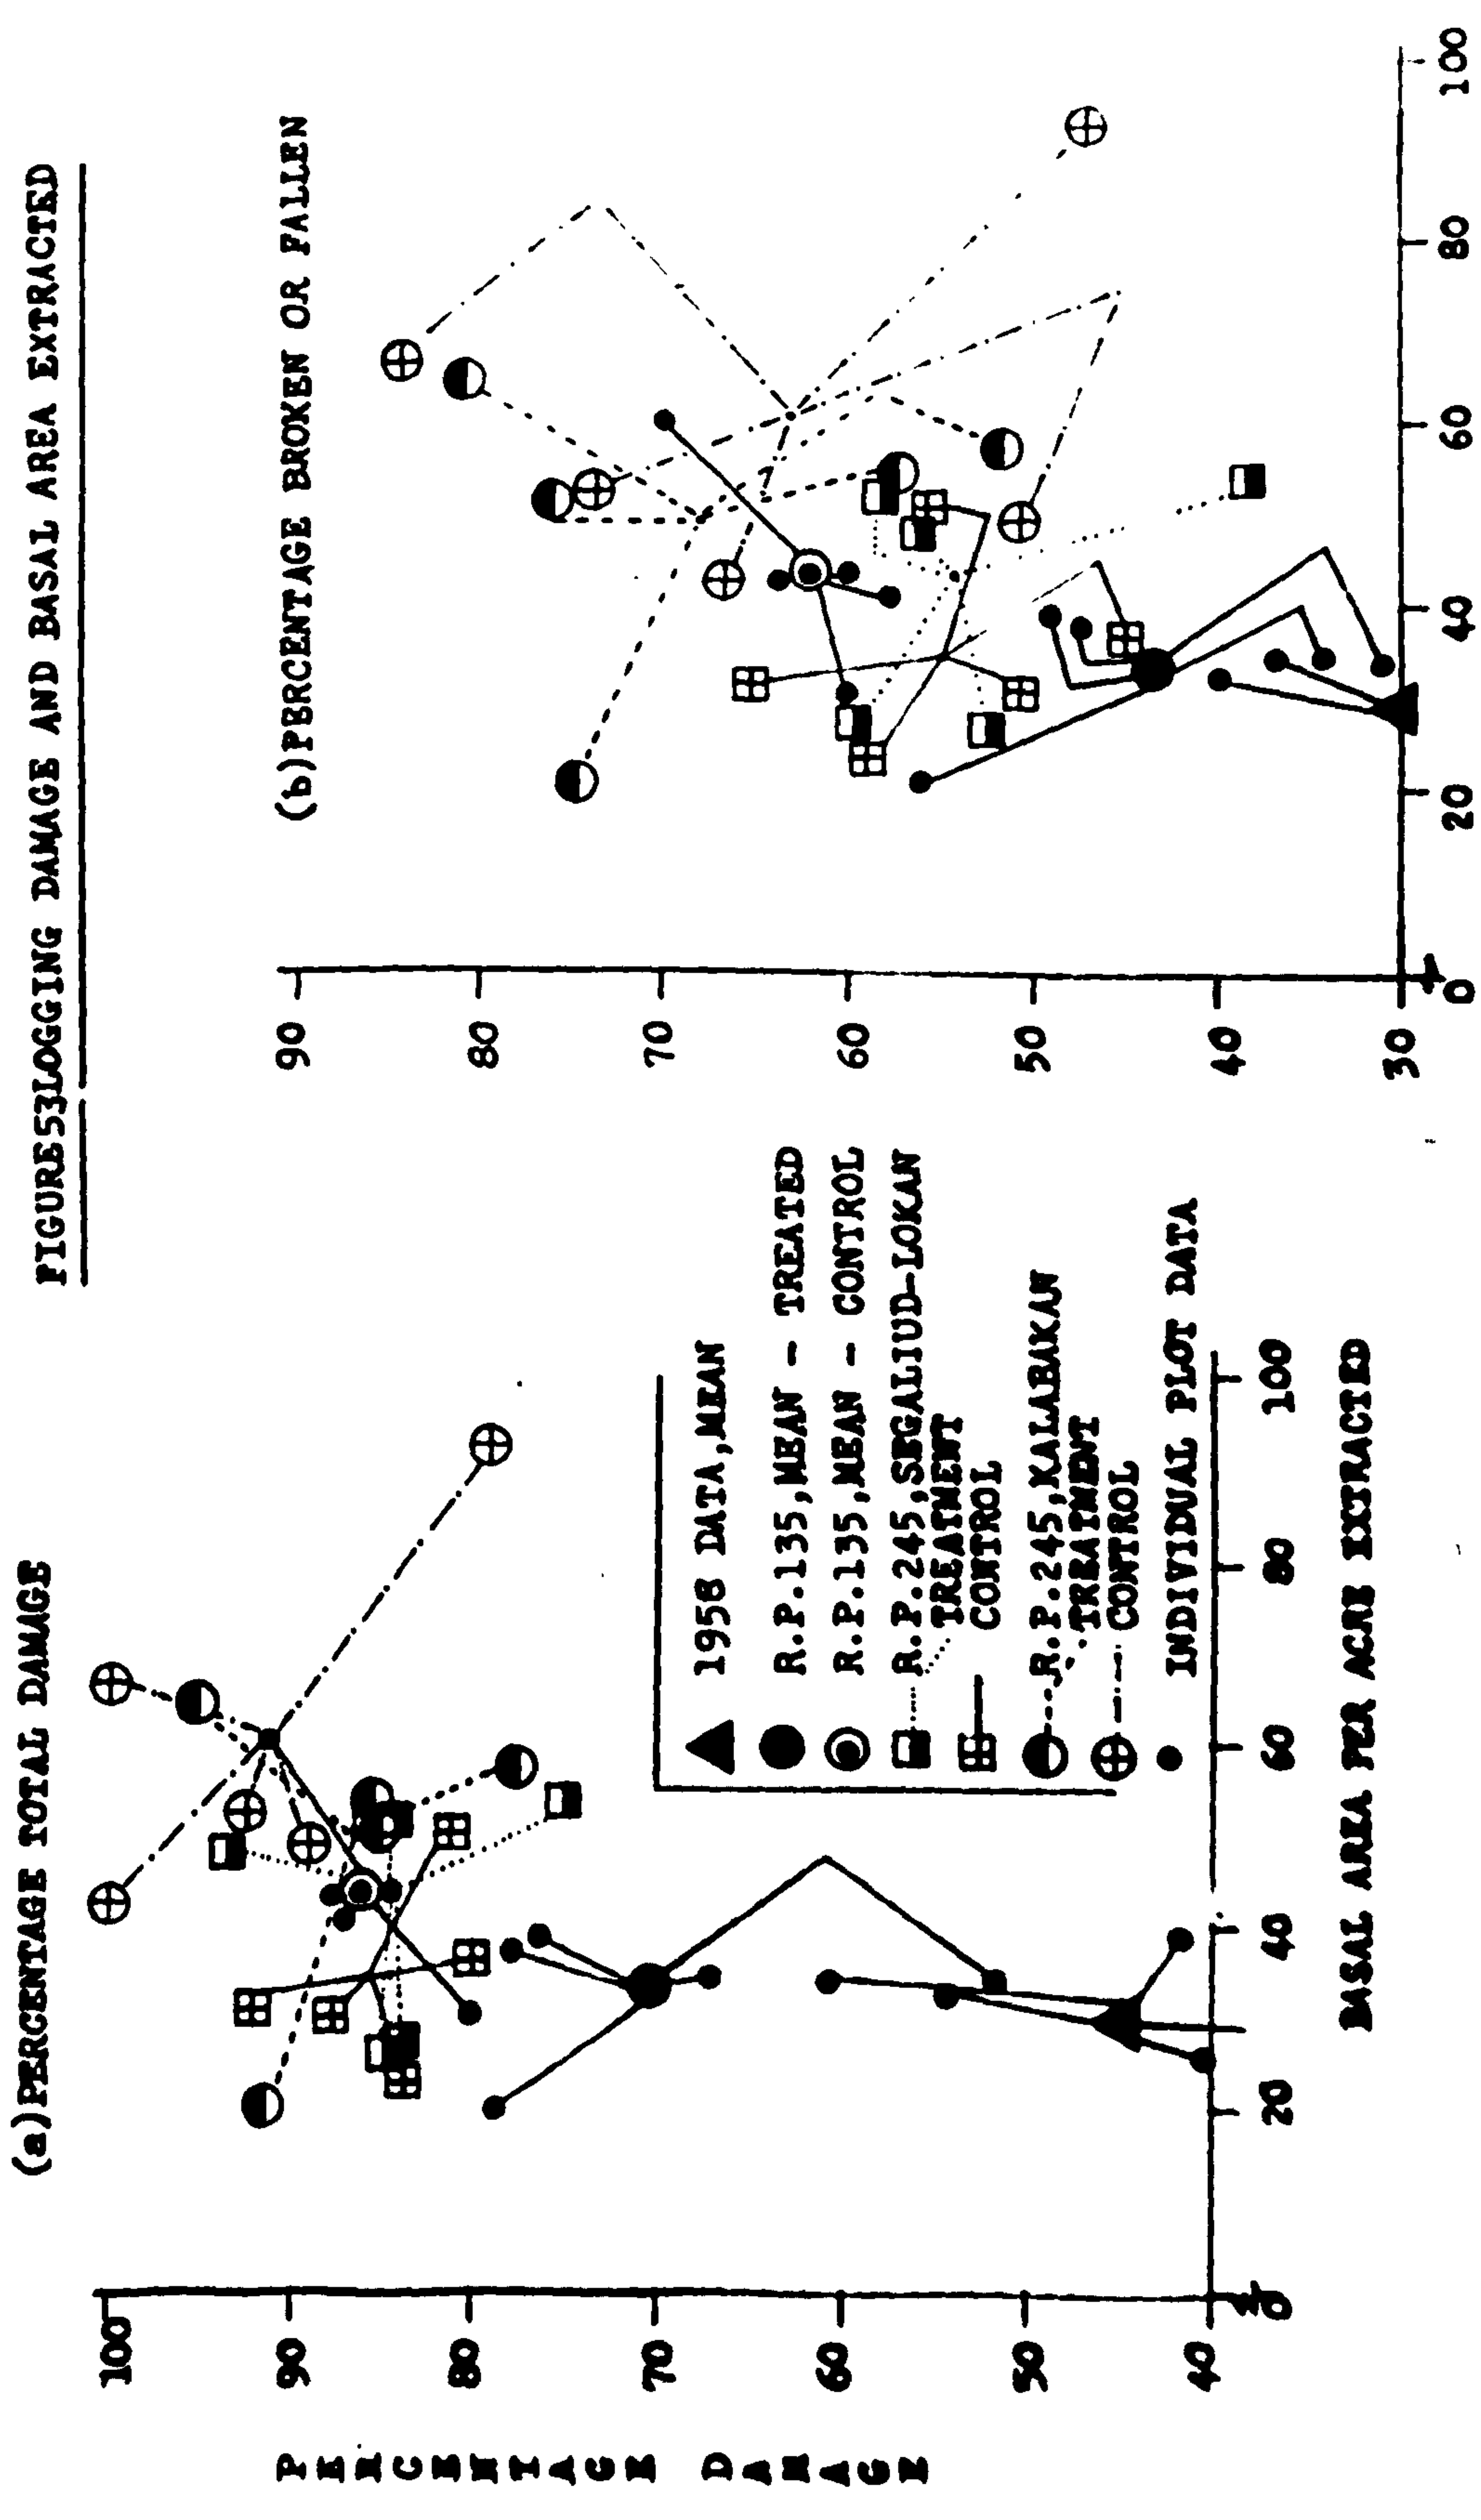 FIGURE53LOGGING DAMAGE AND BASAL AREA EXTRACTED
(a)PERCENTAGE TOTAL DAMAGE
(b)PERCENTAGE BROKEN OR FALLEN
100
90
80
70
60
50
40
90
80
70
60
50
40
30
PERCENTAGE DAMAGE
1958 DATA,MEAN
R.P.135,MEAN - TREATED
R.P.135,MEAN - CONTROL
R.P.245,SEGALIUD-LOKAN
TREATMENT
CONTROL
R.P.245,KALABAKAN
TREATMENT
CONTROL
INDIVIDUAL PLOT DATA
0 20 40 60 80 100
0 20 40 60 80 100
BASAL AREA PER ACRE EXTRACTED